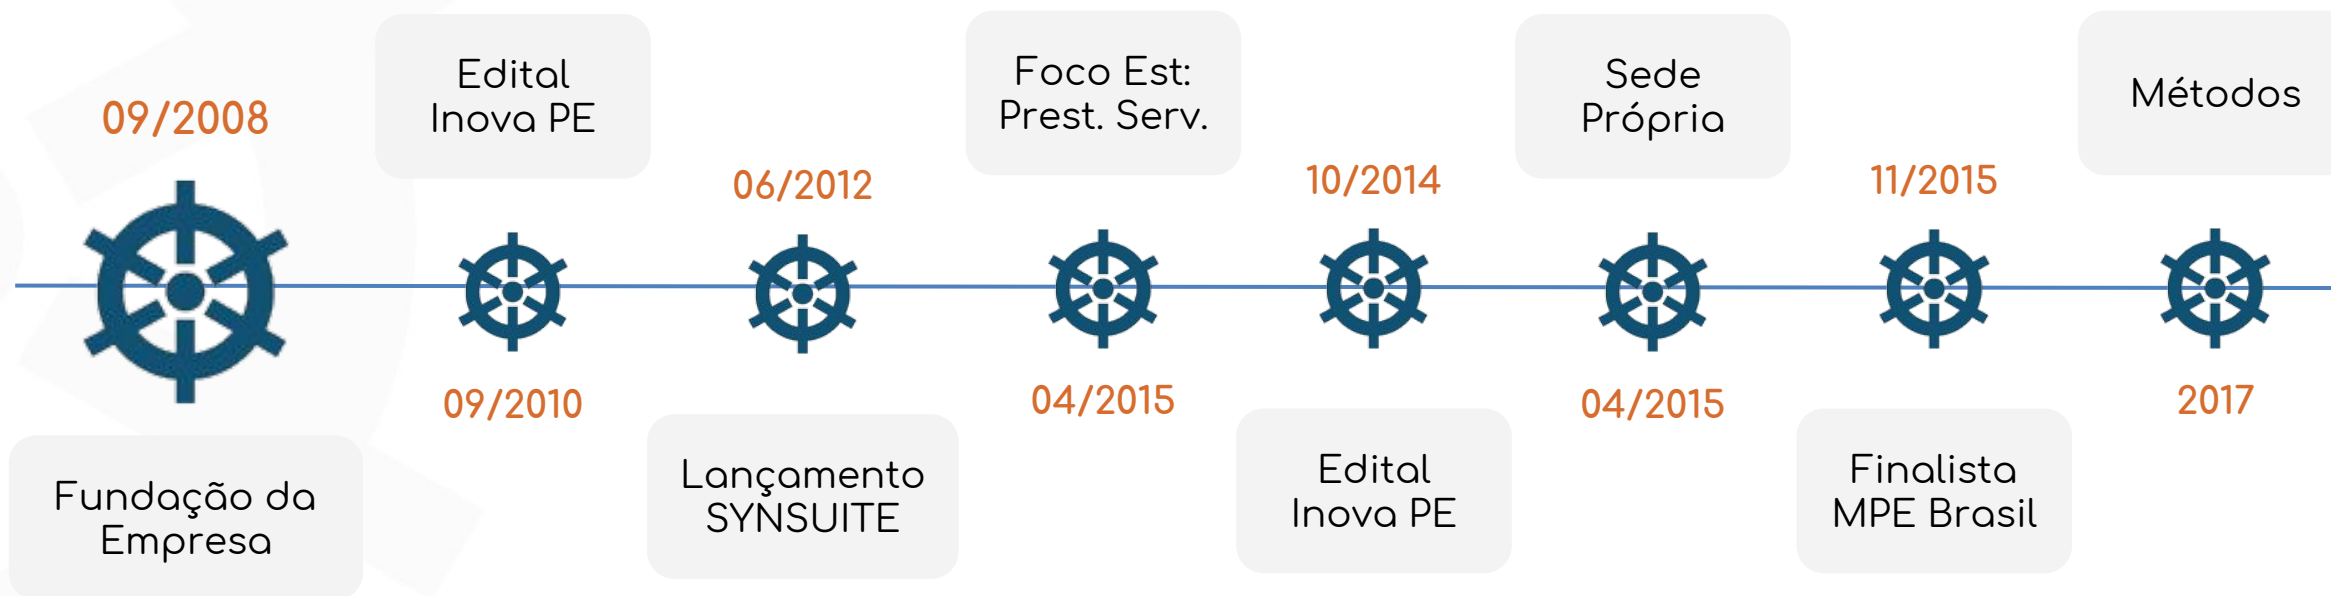 09/2008
Fundação da
Empresa
Edital
Inova PE
09/2010
06/2012
Lançamento
SYNSUITE
Foco Est:
Prest. Serv.
04/2015
10/2014
Edital
Inova PE
Sede
Própria
04/2015
11/2015
Finalista
MPE Brasil
Métodos
2017